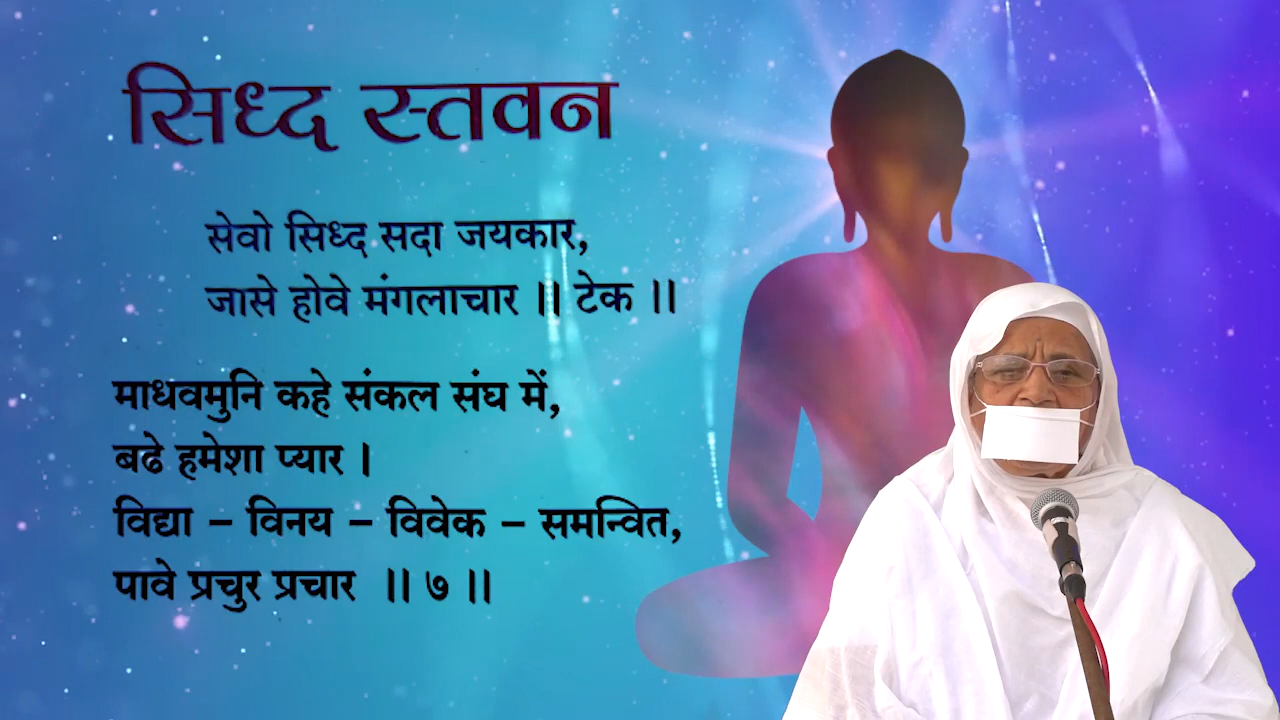 सिध्द स्तवन
सेवो सिध्द सदा जयकार,
जासे होवे मंगलाचार ।। टेक ।।
माधवमुनि कहे संकल संघ में,
बढे हमेशा प्यार ।
विद्या – विनय – विवेक – समन्वित,
पावे प्रचुर प्रचार ।। ७ ।।